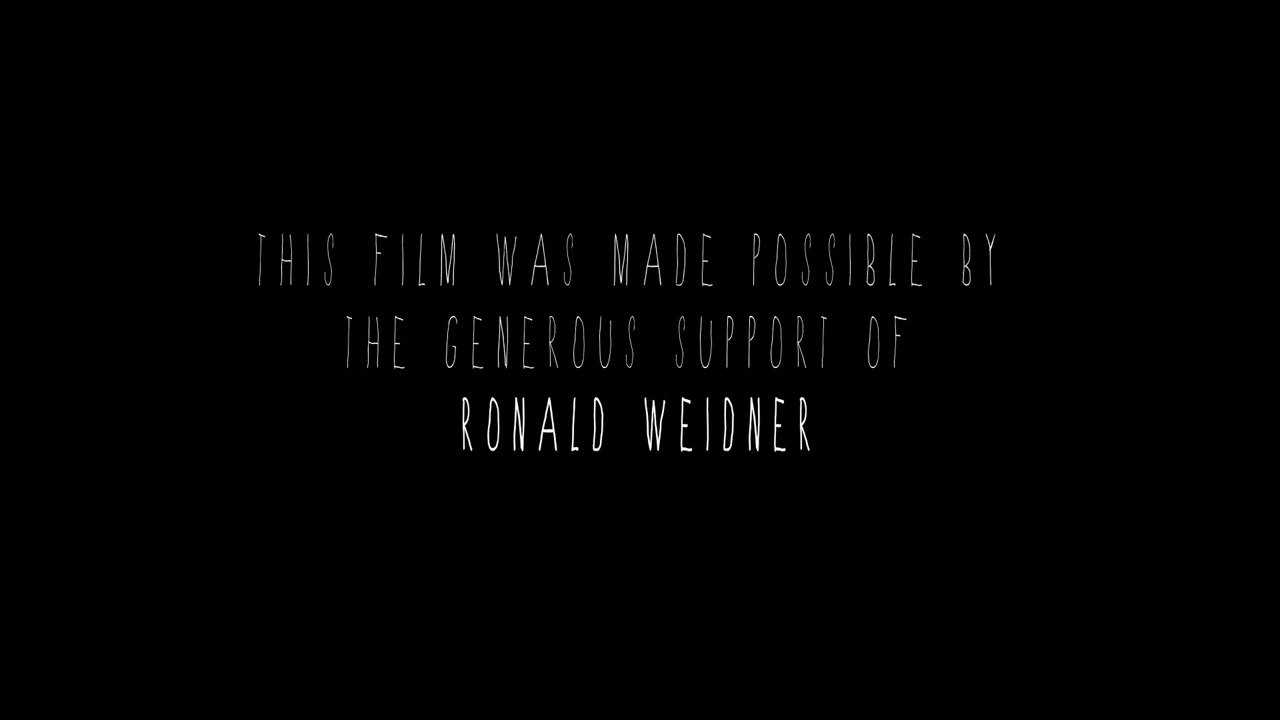 THIS FILM WAS MADE POSSIBLE BY
THE GENEROUS SUPPORT OF
RONALD WEIDNER